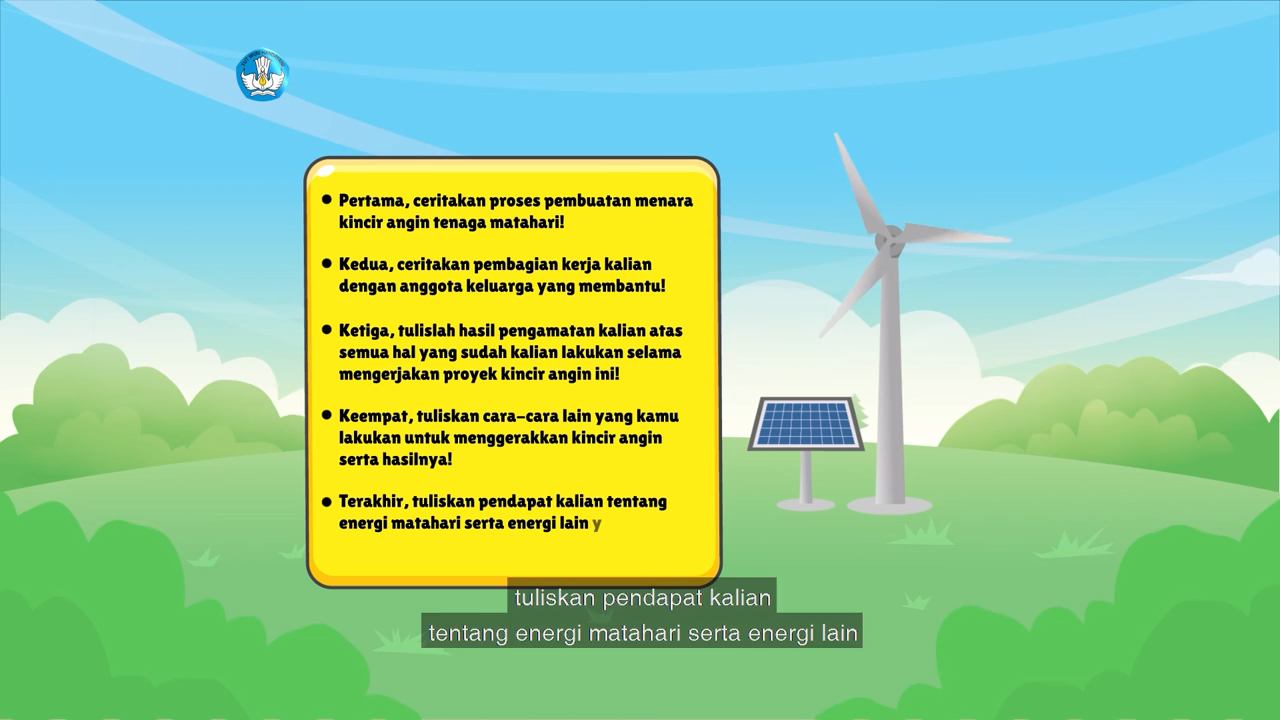 Pertama, ceritakan proses pembuatan menara
kincir angin tenaga matahari!
Kedua, ceritakan pembagian kerja kalian
dengan anggota keluarga yang membantu!
Ketiga, tulislah hasil pengamatan kalian atas
semua hal yang sudah kalian lakukan selama
mengerjakan proyek kincir angin ini!
Keempat, tuliskan cara-cara lain yang kamu
lakukan untuk menggerakkan kincir angin
serta hasilnya!
Terakhir, tuliskan pendapat kalian tentang
energi matahari serta energi lain y
tuliskan pendapat kalian
tentang energi matahari serta energi lain